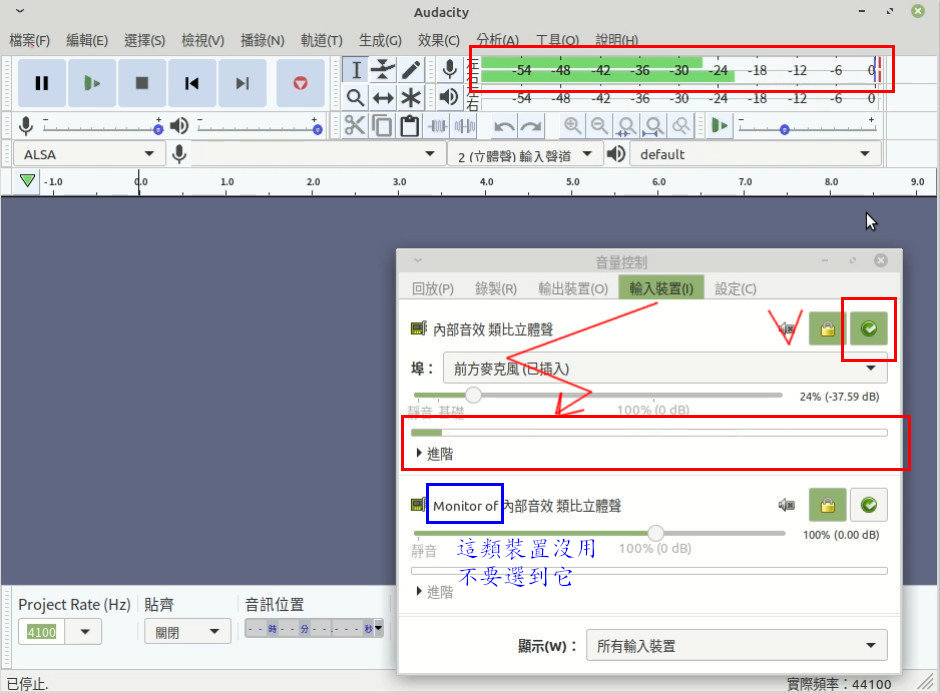 Audacity
檔案(F) 編輯(E) 選擇(S) 檢視(V) 播錄(N) 軌道(T) 生成(G) 效果(C) 分析(A) 工具(O) 說明(H)
左 -54 -48 -42 -36 -30 -24 -18 -12 -6 0
右
左 -54 -48 -42 -36 -30 -24 -18 -12 -6 0
右
ALSA 2 (立體聲) 輸入聲道 default
-1.0 0.0 1.0 2.0 3.0 4.0 5.0 6.0 7.0 8.0 9.0
音量控制
回放(P) 錄製(R) 輸出裝置(O) 輸入裝置(I) 設定(C)
內部音效 類比立體聲
埠： 前方麥克風 (已插入)
24% (-37.59 dB)
靜音 基礎 100% (0 dB)
進階
Monitor of 內部音效 類比立體聲
100% (0.00 dB)
靜音 100% (0 dB)
這類裝置沒用
不要選到它
進階
顯示(W)： 所有輸入裝置
Project Rate (Hz) 貼齊 音訊位置
4100 關閉 - - 時 - - 分 - - . - - - 秒
已停止. 實際頻率：44100